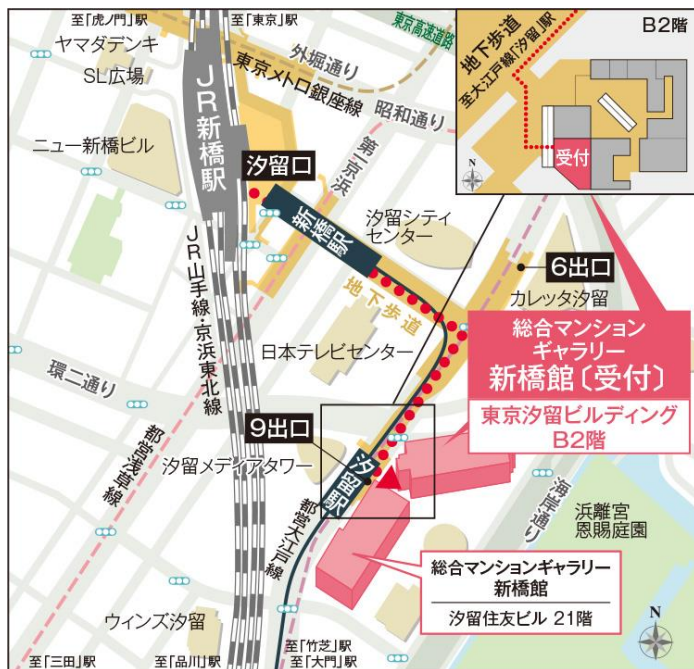 至「虎ノ門」駅
至「東京」駅
ヤマダデンキ
SL広場
東京高速道路
外堀通り
東京メトロ銀座線
昭和通り
JR新橋駅
ニュー新橋ビル
第一京浜
汐留口
新橋駅
汐留シティ
センター
地下歩道
6出口
カレッタ汐留
JR山手線・京浜東北線
日本テレビセンター
環二通り
9出口
汐留メディアタワー
汐留駅
都営浅草線
都営大江戸線
海岸通り
浜離宮
恩賜庭園
ウィンズ汐留
至「三田」駅
至「品川」駅
至「竹芝」駅
至「大門」駅
N
B2階
地下歩道
至大江戸線「汐留」駅
受付
N
総合マンション
ギャラリー
新橋館〔受付〕
東京汐留ビルディング
B2階
総合マンションギャラリー
新橋館
汐留住友ビル 21階